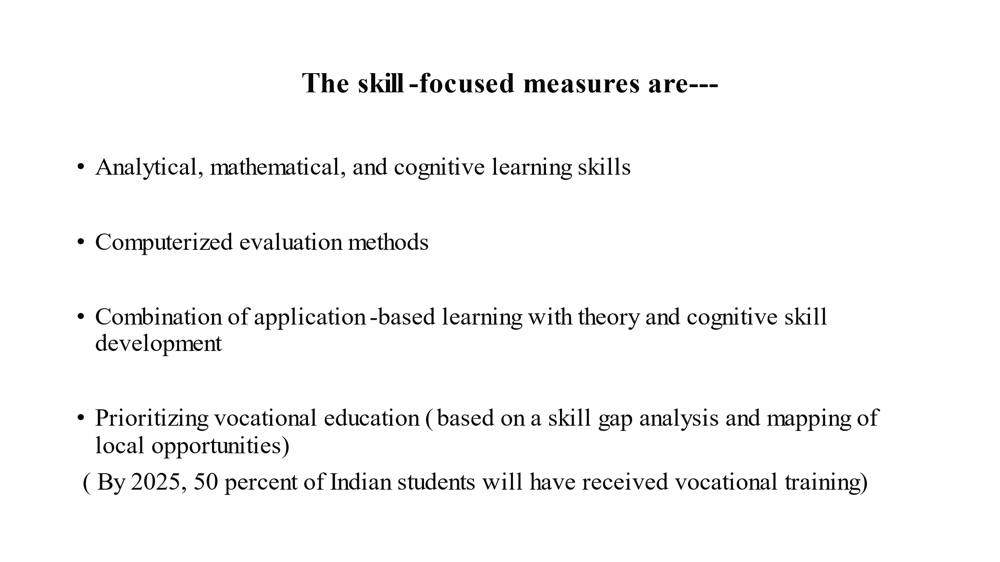 The skill-focused measures are---
• Analytical, mathematical, and cognitive learning skills
• Computerized evaluation methods
• Combination of application-based learning with theory and cognitive skill
development
• Prioritizing vocational education ( based on a skill gap analysis and mapping of
local opportunities)
( By 2025, 50 percent of Indian students will have received vocational training)